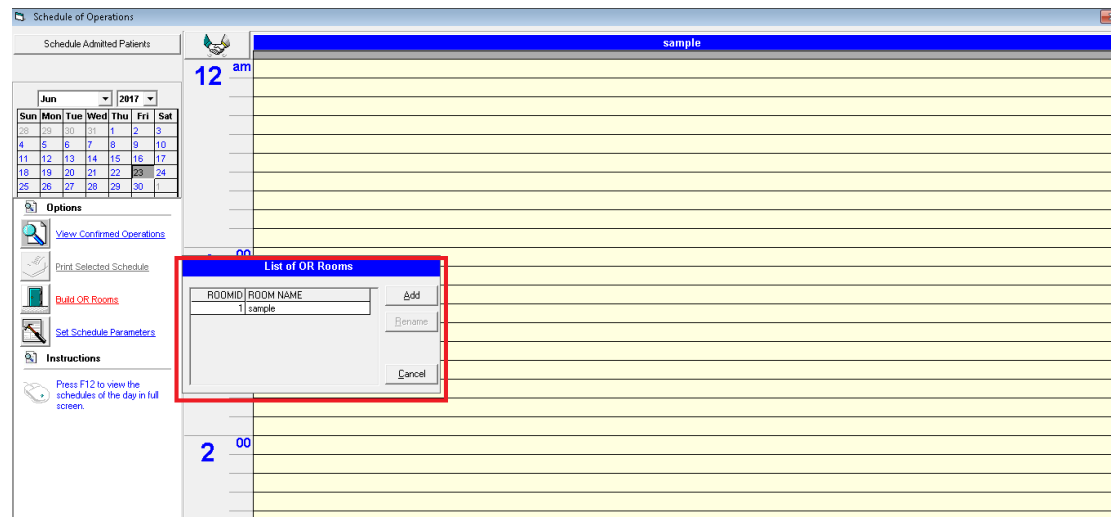 Schedule of Operations
Schedule Admitted Patients
sample
Jun 2017
Sun Mon Tue Wed Thu Fri Sat
28 29 30 31 1 2 3
4 5 6 7 8 9 10
11 12 13 14 15 16 17
18 19 20 21 22 23 24
25 26 27 28 29 30 1
Options
View Confirmed Operations
Print Selected Schedule
Build OR Rooms
Set Schedule Parameters
Instructions
Press F12 to view the
schedules of the day in full
screen.
12 am
00
List of OR Rooms
ROOMID ROOM NAME
1 sample
Add
Rename
Cancel
2 00